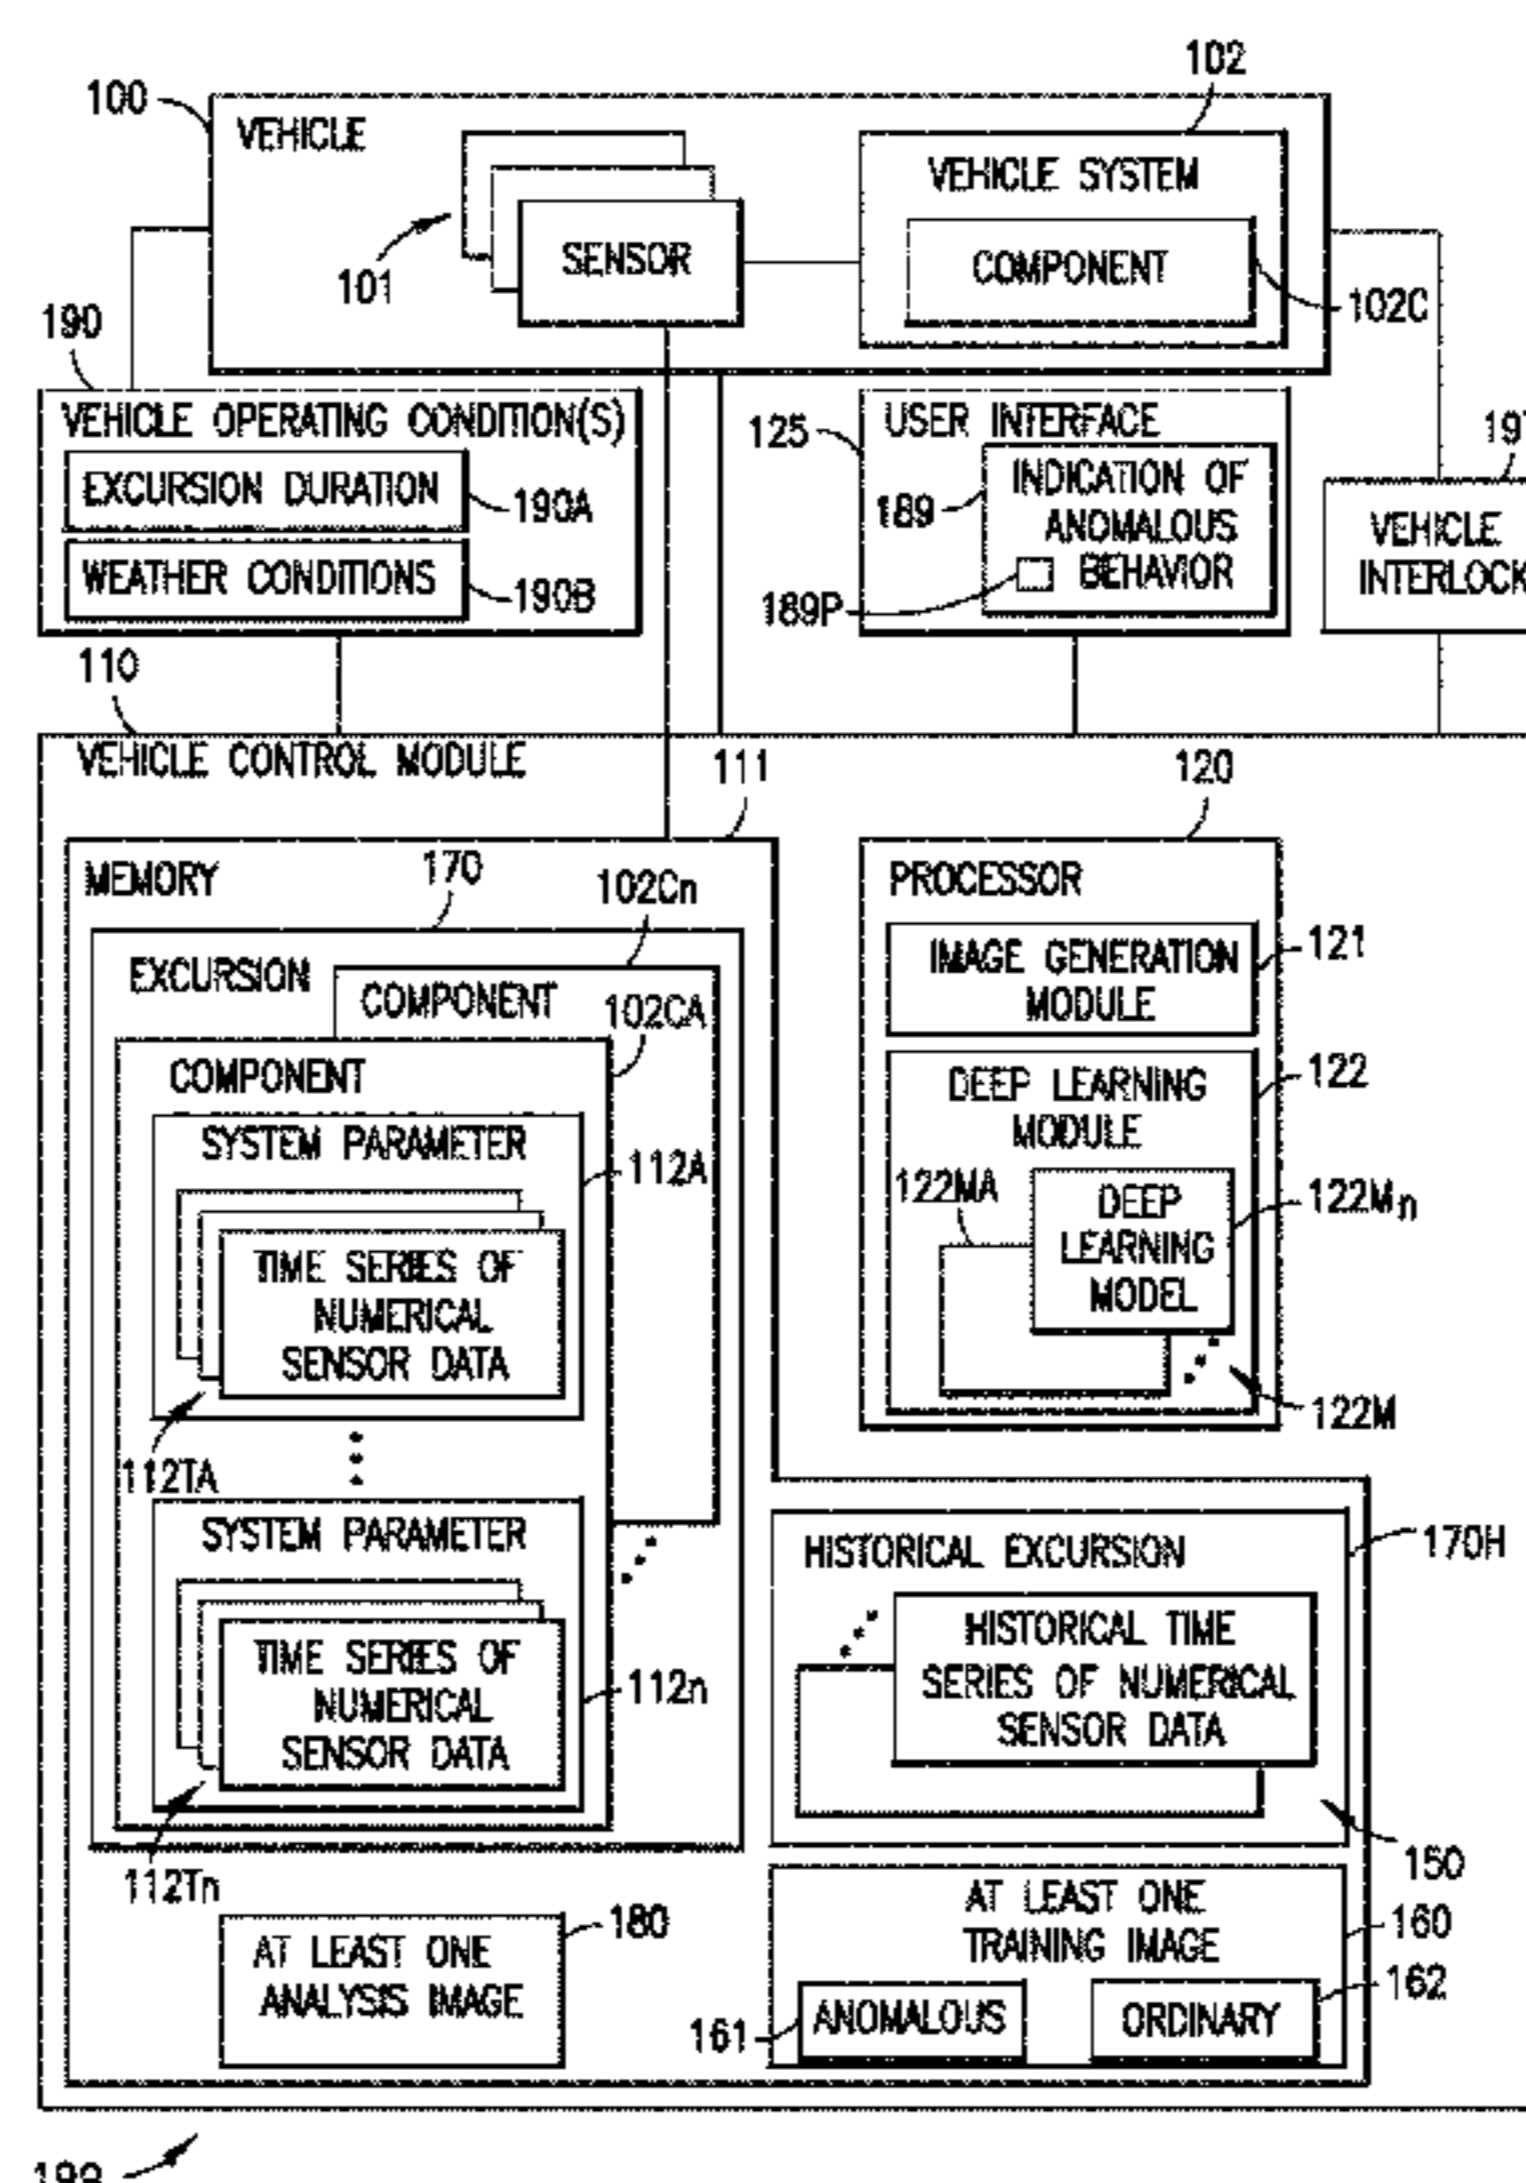 102
100
VEHICLE
VEHICLE SYSTEM
SENSOR
COMPONENT
101
102C
190
VEHICLE OPERATING CONDITION(S)
EXCURSION DURATION
190A
WEATHER CONDITIONS
190B
125
USER INTERFACE
189
INDICATION OF
ANOMALOUS
BEHAVIOR
189P
VEHICLE
INTERLOCK
110
VEHICLE CONTROL MODULE
111
120
MEMORY
170
102Cn
EXCURSION
COMPONENT
102CA
COMPONENT
SYSTEM PARAMETER
112A
TIME SERIES OF
NUMERICAL
SENSOR DATA
112TA
SYSTEM PARAMETER
TIME SERIES OF
NUMERICAL
SENSOR DATA
112n
112Tn
PROCESSOR
IMAGE GENERATION
MODULE
121
DEEP LEARNING
MODULE
122
122MA
DEEP
LEARNING
MODEL
122Mn
122M
HISTORICAL EXCURSION
170H
HISTORICAL TIME
SERIES OF NUMERICAL
SENSOR DATA
150
AT LEAST ONE
ANALYSIS IMAGE
180
AT LEAST ONE
TRAINING IMAGE
160
161
ANOMALOUS
ORDINARY
162